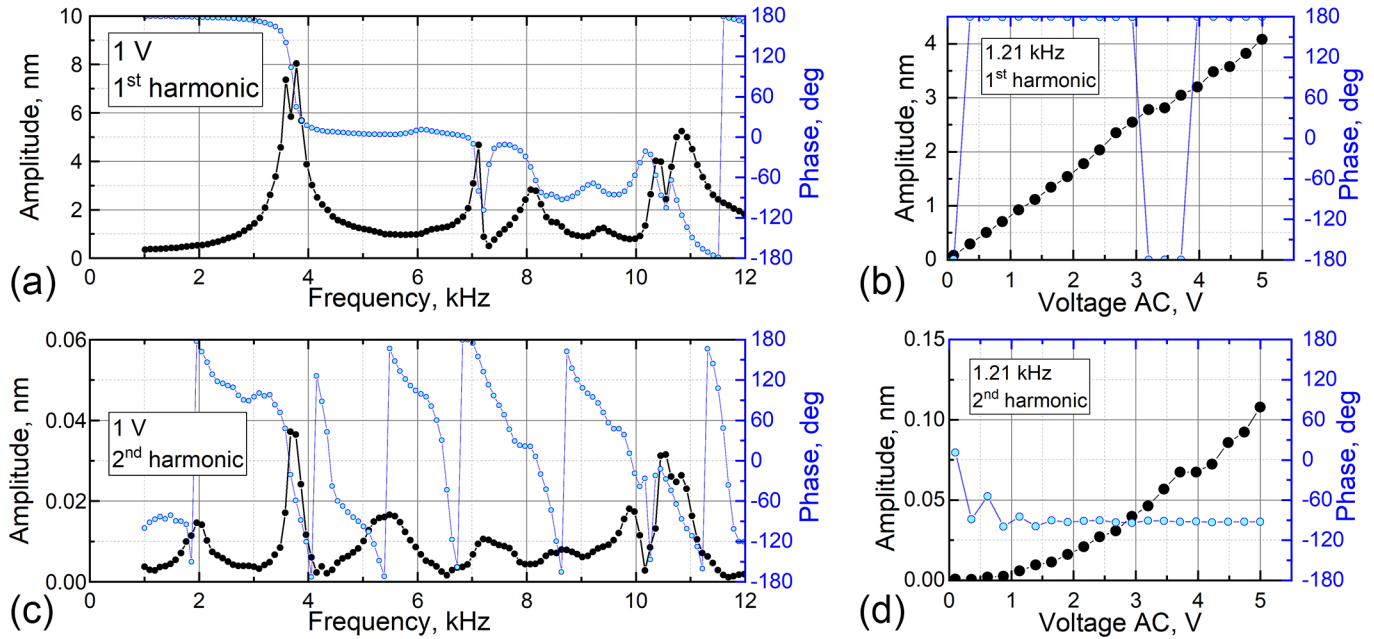 1 V
1st harmonic
Amplitude, nm
10
8
6
4
2
0
180
120
60
0
-60
-120
-180
Phase, deg
0 2 4 6 8 10 12
Frequency, kHz
(a)
1.21 kHz
1st harmonic
Amplitude, nm
4
3
2
1
0
180
120
60
0
-60
-120
-180
Phase, deg
0 1 2 3 4 5
Voltage AC, V
(b)
1 V
2nd harmonic
Amplitude, nm
0.06
0.04
0.02
0.00
180
120
60
0
-60
-120
-180
Phase, deg
0 2 4 6 8 10 12
Frequency, kHz
(c)
1.21 kHz
2nd harmonic
Amplitude, nm
0.15
0.10
0.05
0.00
180
120
60
0
-60
-120
-180
Phase, deg
0 1 2 3 4 5
Voltage AC, V
(d)